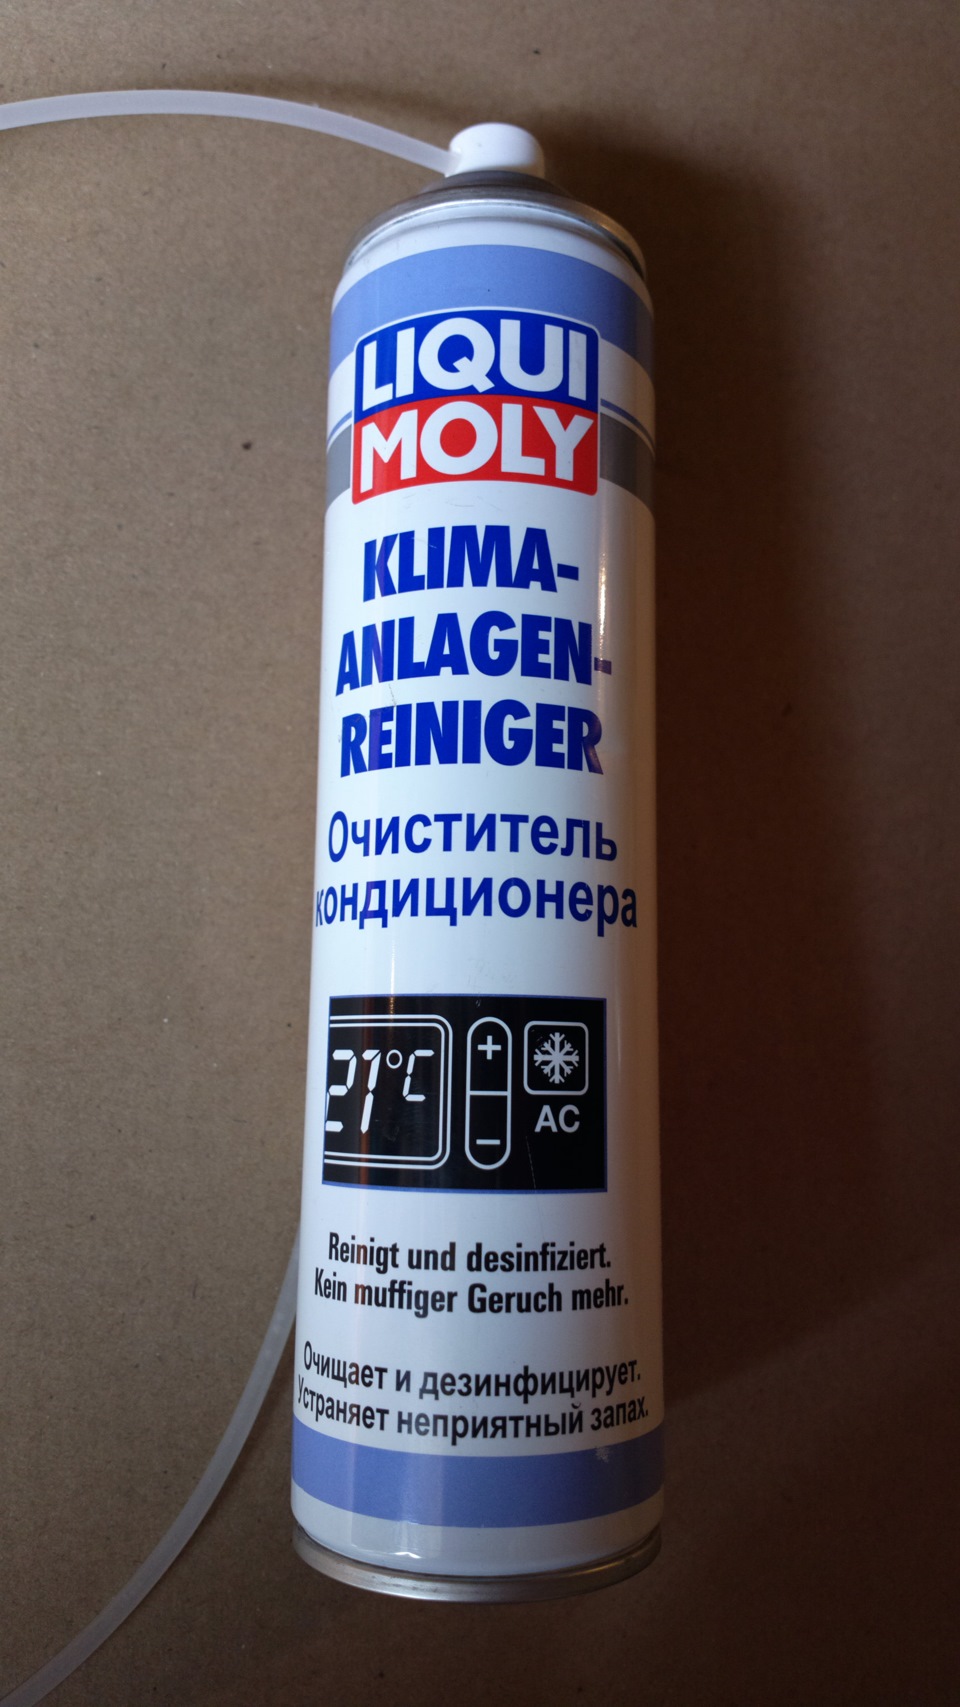 LIQUI
MOLY
KLIMA-
ANLAGEN-
REINIGER
Очиститель
кондиционера
21°C
+
−
AC
Reinigt und desinfiziert.
Kein muffiger Geruch mehr.
Очищает и дезинфицирует.
Устраняет неприятный запах.